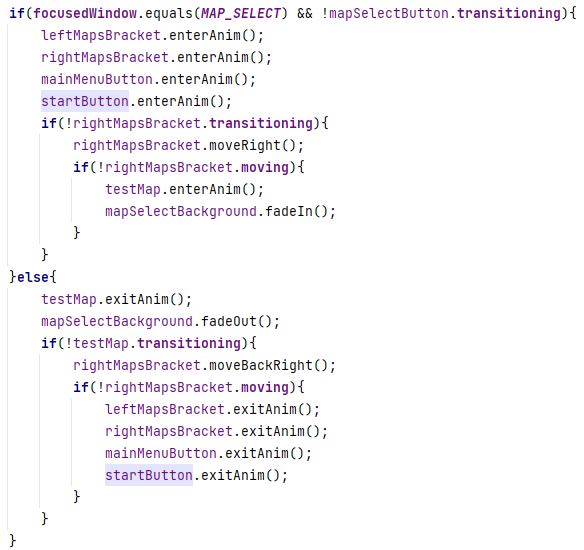 if(focusedWindow.equals(MAP_SELECT) && !mapSelectButton.transitioning){
    leftMapsBracket.enterAnim();
    rightMapsBracket.enterAnim();
    mainMenuButton.enterAnim();
    startButton.enterAnim();
    if(!rightMapsBracket.transitioning){
        rightMapsBracket.moveRight();
        if(!rightMapsBracket.moving){
            testMap.enterAnim();
            mapSelectBackground.fadeIn();
        }
    }
}else{
    testMap.exitAnim();
    mapSelectBackground.fadeOut();
    if(!testMap.transitioning){
        rightMapsBracket.moveBackRight();
        if(!rightMapsBracket.moving){
            leftMapsBracket.exitAnim();
            rightMapsBracket.exitAnim();
            mainMenuButton.exitAnim();
            startButton.exitAnim();
        }
    }
}